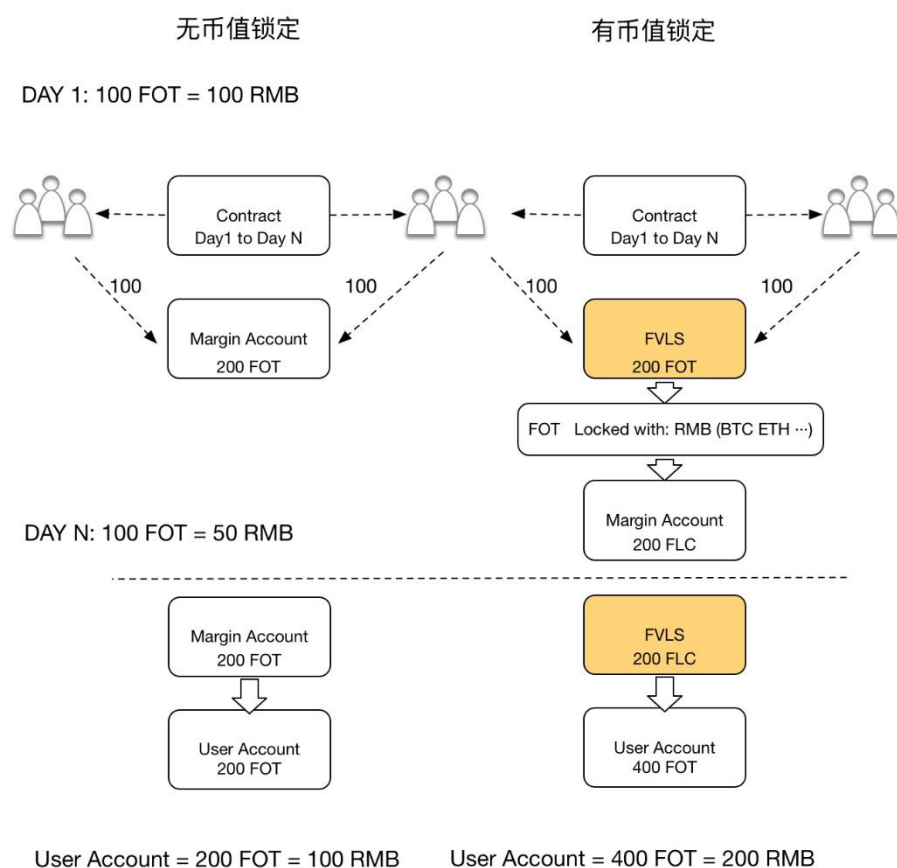 无币值锁定
有币值锁定
DAY 1: 100 FOT = 100 RMB
Contract
Day1 to Day N
Contract
Day1 to Day N
100
100
100
100
Margin Account
200 FOT
FVLS
200 FOT
FOT Locked with: RMB (BTC ETH ···)
Margin Account
200 FLC
DAY N: 100 FOT = 50 RMB
Margin Account
200 FOT
FVLS
200 FLC
User Account
200 FOT
User Account
400 FOT
User Account = 200 FOT = 100 RMB
User Account = 400 FOT = 200 RMB